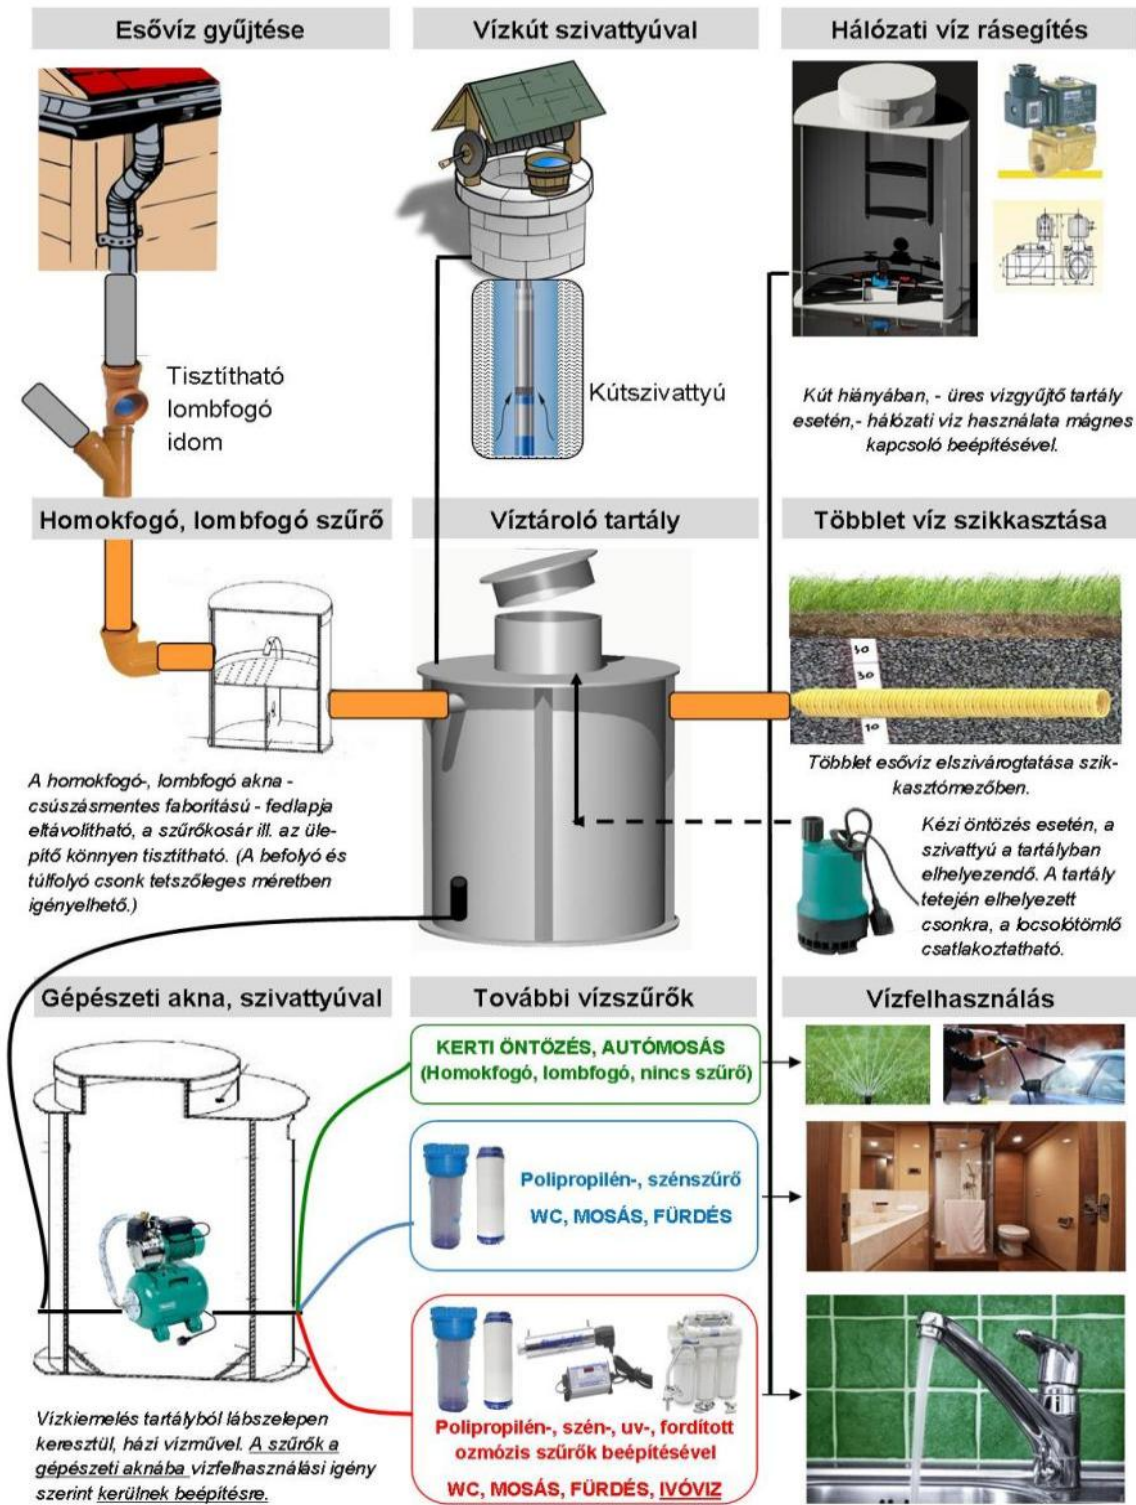 Esővíz gyűjtése
Vízkút szivattyúval
Hálózati víz rásegítés
Tisztítható
lombfogó
idom
Kútszivattyú
Kút hiányában, - üres vízgyűjtő tartály
esetén,- hálózati víz használata mágnes
kapcsoló beépítésével.
Homokfogó, lombfogó szűrő
Víztároló tartály
Többlet víz szikkasztása
30
10
A homokfogó-, lombfogó akna -
csúszásmentes faborítású - fedlapja
eltávolítható, a szűrőkosár ill. az üle-
pítő könnyen tisztítható. (A befolyó és
túlfolyó csonk tetszőleges méretben
igényelhető.)
Többlet esővíz elszivárogtatása szik-
kasztómezőben.
Kézi öntözés esetén, a
szivattyú a tartályban
elhelyezendő. A tartály
tetején elhelyezett
csonkra, a locsolótömlő
csatlakoztatható.
Gépészeti akna, szivattyúval
További vízszűrők
Vízfelhasználás
KERTI ÖNTÖZÉS, AUTÓMOSÁS
(Homokfogó, lombfogó, nincs szűrő)
Polipropilén-, szénszűrő
WC, MOSÁS, FÜRDÉS
Polipropilén-, szén-, uv-, fordított
ozmózis szűrők beépítésével
WC, MOSÁS, FÜRDÉS, IVÓVIZ
Vízkiemelés tartályból lábszelepen
keresztül, házi vízművel. A szűrők a
gépészeti aknába vízfelhasználási igény
szerint kerülnek beépítésre.